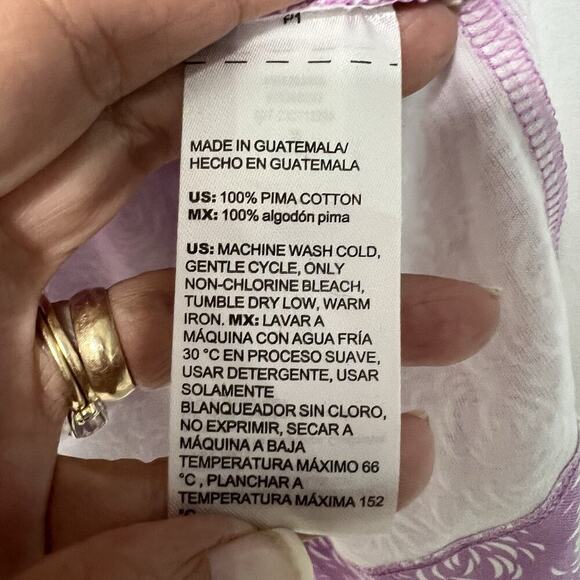 MADE IN GUATEMALA/
HECHO EN GUATEMALA
US: 100% PIMA COTTON
MX: 100% algodón pima
US: MACHINE WASH COLD,
GENTLE CYCLE, ONLY
NON-CHLORINE BLEACH,
TUMBLE DRY LOW, WARM
IRON. MX: LAVAR A
MÁQUINA CON AGUA FRÍA
30 °C EN PROCESO SUAVE,
USAR DETERGENTE, USAR
SOLAMENTE
BLANQUEADOR SIN CLORO,
NO EXPRIMIR, SECAR A
MÁQUINA A BAJA
TEMPERATURA MÁXIMO 66
°C , PLANCHAR A
TEMPERATURA MÁXIMA 152
°C